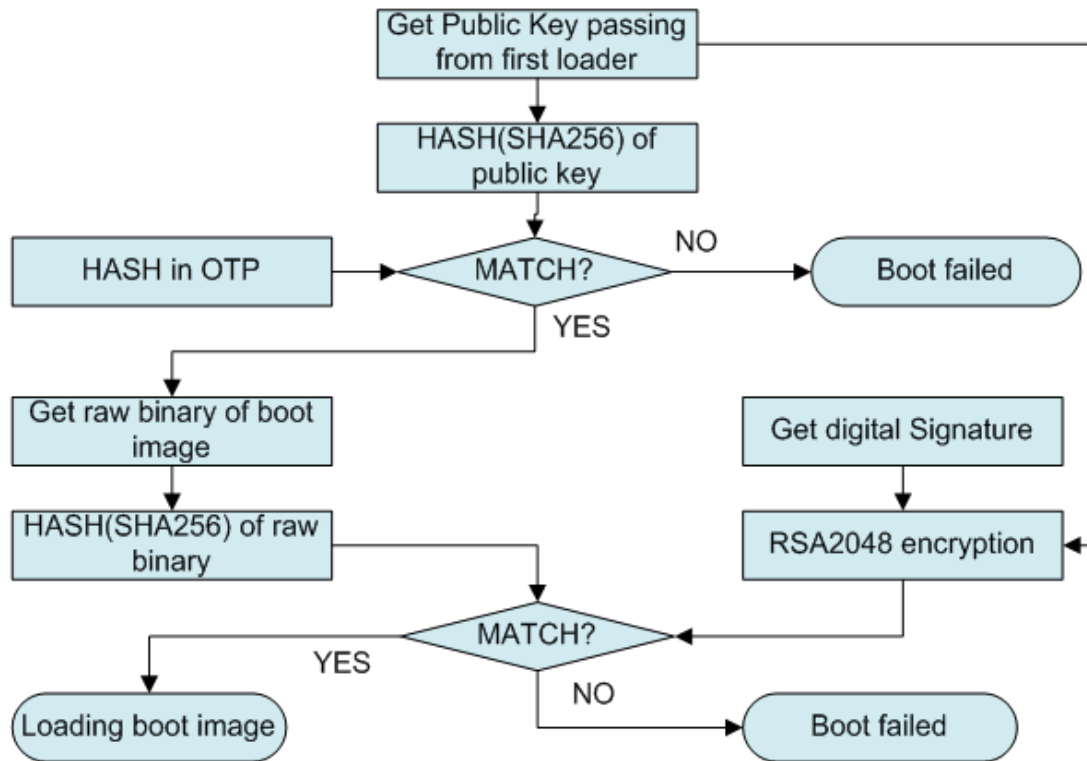 Get Public Key passing
from first loader
HASH(SHA256) of
public key
HASH in OTP
MATCH?
NO
Boot failed
YES
Get raw binary of boot
image
Get digital Signature
HASH(SHA256) of raw
binary
RSA2048 encryption
MATCH?
YES
NO
Loading boot image
Boot failed